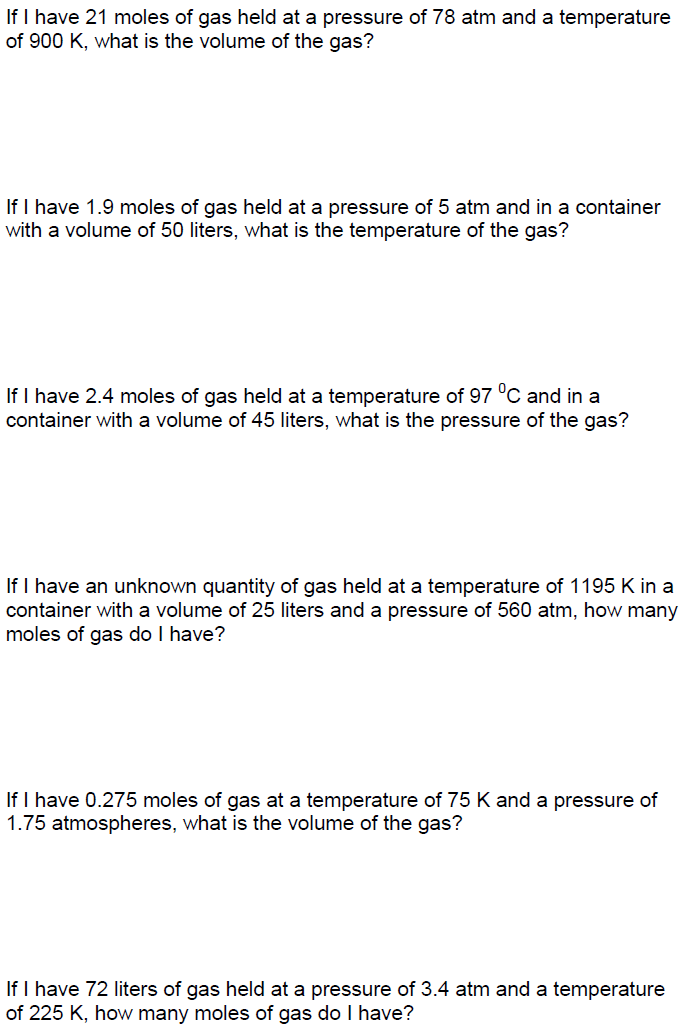 If I have 21 moles of gas held at a pressure of 78 atm and a temperature
of 900 K, what is the volume of the gas?
If I have 1.9 moles of gas held at a pressure of 5 atm and in a container
with a volume of 50 liters, what is the temperature of the gas?
If I have 2.4 moles of gas held at a temperature of 97 ⁰C and in a
container with a volume of 45 liters, what is the pressure of the gas?
If I have an unknown quantity of gas held at a temperature of 1195 K in a
container with a volume of 25 liters and a pressure of 560 atm, how many
moles of gas do I have?
If I have 0.275 moles of gas at a temperature of 75 K and a pressure of
1.75 atmospheres, what is the volume of the gas?
If I have 72 liters of gas held at a pressure of 3.4 atm and a temperature
of 225 K, how many moles of gas do I have?